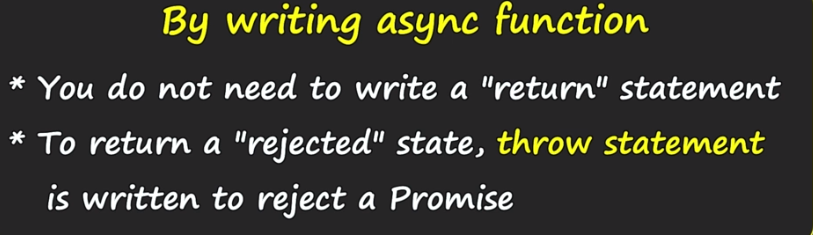 By writing async function
* You do not need to write a "return" statement
* To return a "rejected" state, throw statement
is written to reject a Promise